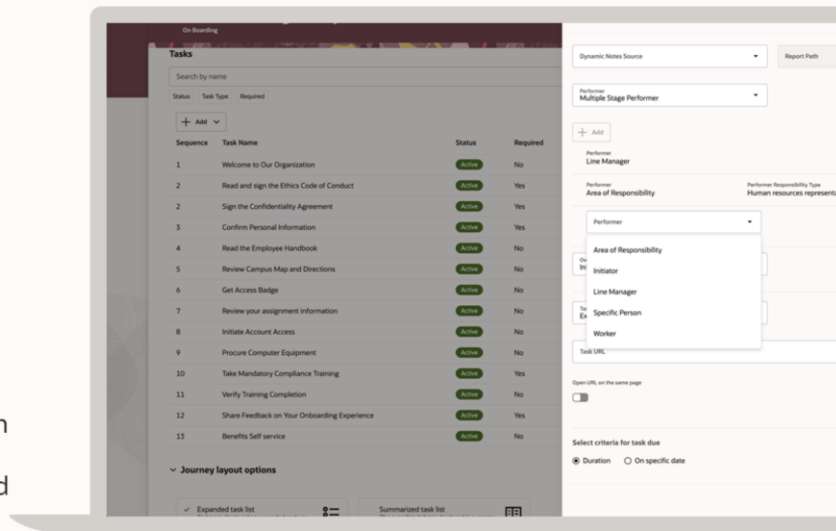 On Boarding
Tasks
Search by name
Status Task Type Required
+ Add
Sequence Task Name Status Required
1 Welcome to Our Organization Active No
2 Read and sign the Ethics Code of Conduct Active Yes
2 Sign the Confidentiality Agreement Active Yes
3 Confirm Personal Information Active Yes
4 Read the Employee Handbook Active No
5 Review Campus Map and Directions Active No
6 Get Access Badge Active No
7 Review your assignment information Active No
8 Initiate Account Access Active No
9 Procure Computer Equipment Active No
10 Take Mandatory Compliance Training Active Yes
11 Verify Training Completion Active No
12 Share Feedback on Your Onboarding Experience Active Yes
13 Benefits Self service Active No
Journey layout options
Expanded task list
Summarized task list
Dynamic Notes Source
Report Path
Performer
Multiple Stage Performer
+ Add
Performer
Line Manager
Performer
Area of Responsibility
Performer Responsibility Type
Human resources representa
Performer
Area of Responsibility
Initiator
Line Manager
Specific Person
Worker
Task URL
Open URL on the same page
Select criteria for task due
Duration On specific date